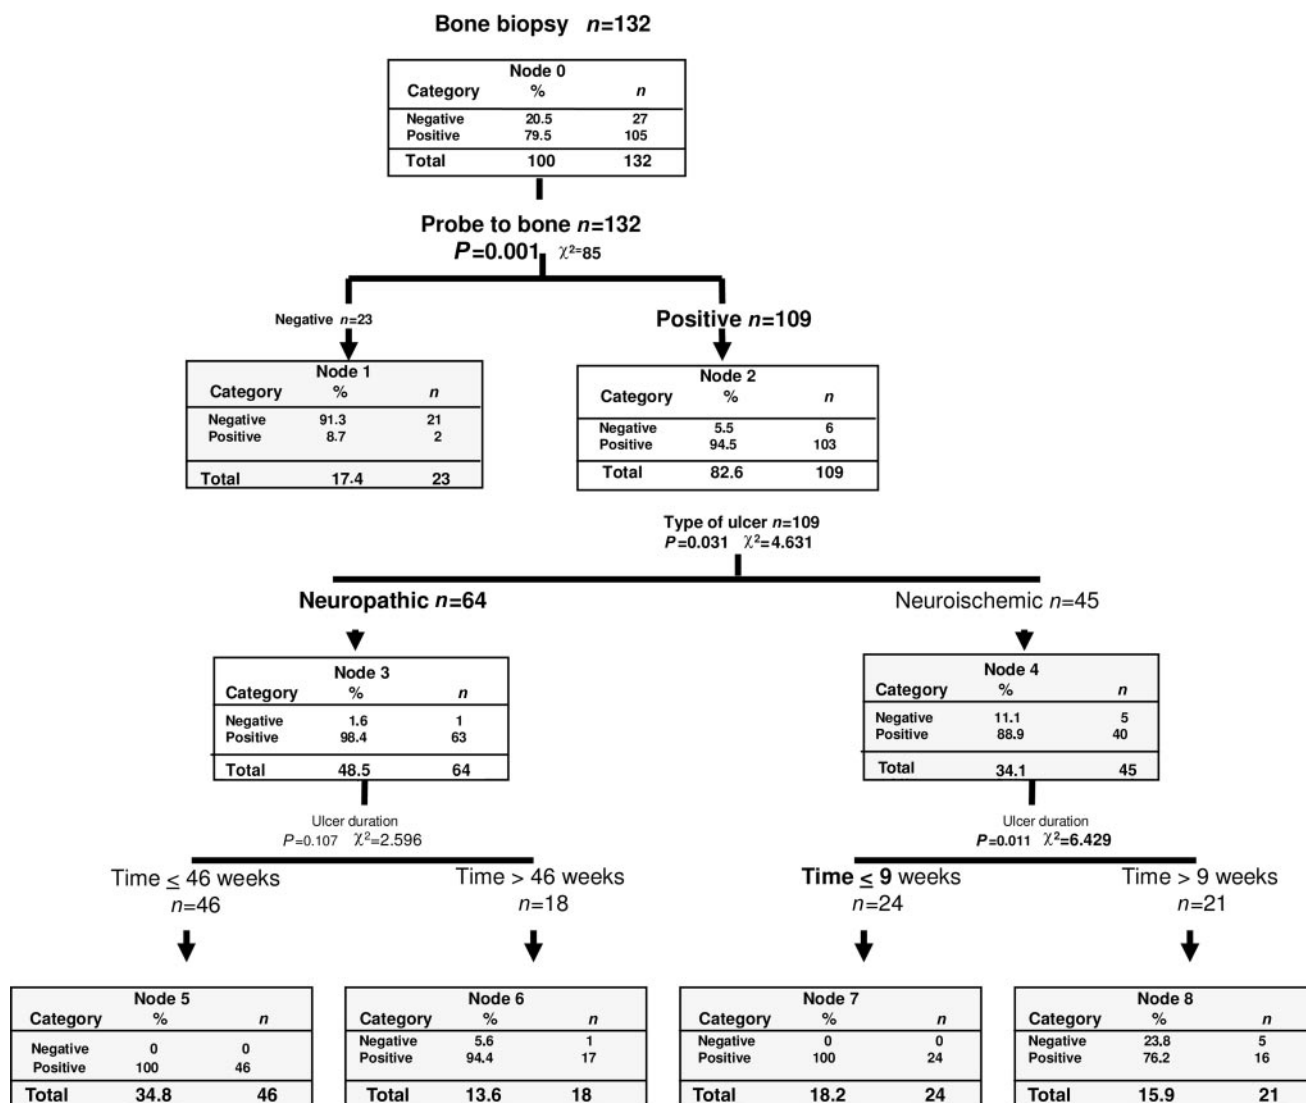 Bone biopsy n=132
Node 0
Category % n
Negative 20.5 27
Positive 79.5 105
Total 100 132
Probe to bone n=132
P=0.001 χ²=85
Negative n=23
Positive n=109
Node 1
Category % n
Negative 91.3 21
Positive 8.7 2
Total 17.4 23
Node 2
Category % n
Negative 5.5 6
Positive 94.5 103
Total 82.6 109
Type of ulcer n=109
P=0.031 χ²=4.631
Neuropathic n=64
Neuroischemic n=45
Node 3
Category % n
Negative 1.6 1
Positive 98.4 63
Total 48.5 64
Node 4
Category % n
Negative 11.1 5
Positive 88.9 40
Total 34.1 45
Ulcer duration
P=0.107 χ²=2.596
Ulcer duration
P=0.011 χ²=6.429
Time ≤ 46 weeks
n=46
Time > 46 weeks
n=18
Time ≤ 9 weeks
n=24
Time > 9 weeks
n=21
Node 5
Category % n
Negative 0 0
Positive 100 46
Total 34.8 46
Node 6
Category % n
Negative 5.6 1
Positive 94.4 17
Total 13.6 18
Node 7
Category % n
Negative 0 0
Positive 100 24
Total 18.2 24
Node 8
Category % n
Negative 23.8 5
Positive 76.2 16
Total 15.9 21